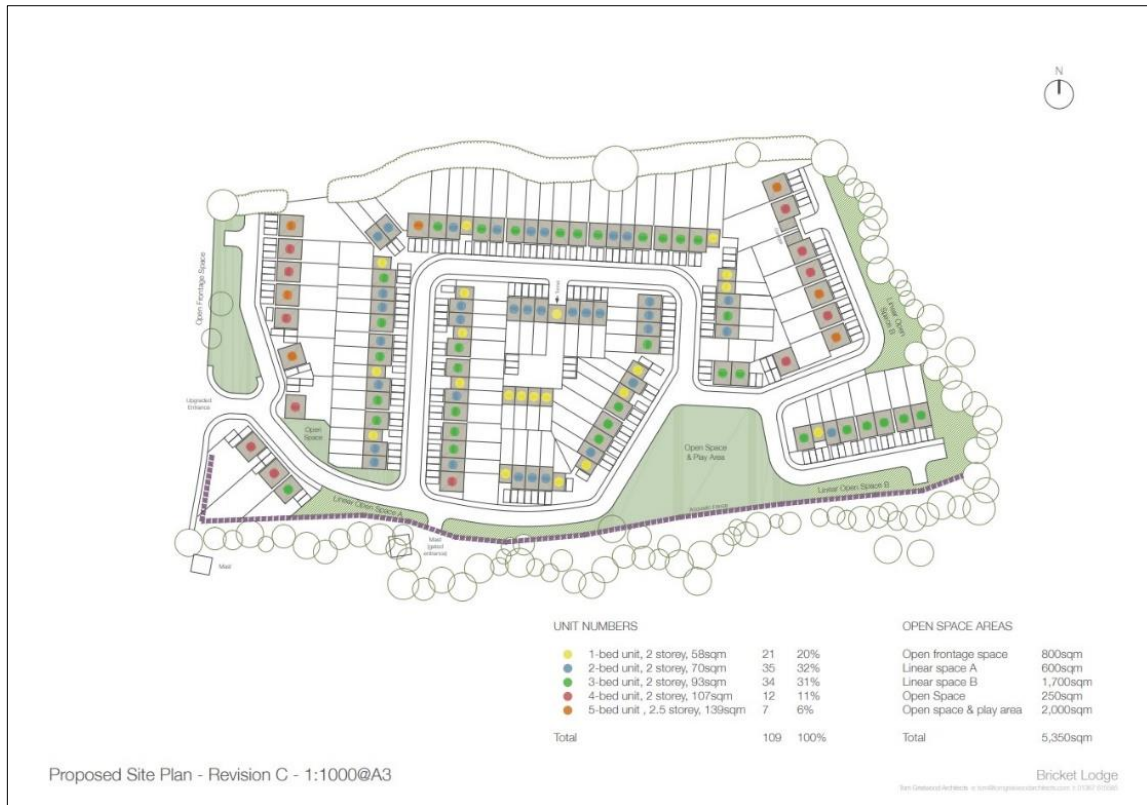 N
Open Frontage Space
Upgraded
Entrance
Open
Space
Linear Open Space A
Open Space
& Play Area
Linear Open
Space B
Linear Open Space B
UNIT NUMBERS
1-bed unit, 2 storey, 58sqm 21 20%
2-bed unit, 2 storey, 70sqm 35 32%
3-bed unit, 2 storey, 93sqm 34 31%
4-bed unit, 2 storey, 107sqm 12 11%
5-bed unit , 2.5 storey, 139sqm 7 6%
Total 109 100%
OPEN SPACE AREAS
Open frontage space 800sqm
Linear space A 600sqm
Linear space B 1,700sqm
Open Space 250sqm
Open space & play area 2,000sqm
Total 5,350sqm
Proposed Site Plan - Revision C - 1:1000@A3
Bricket Lodge